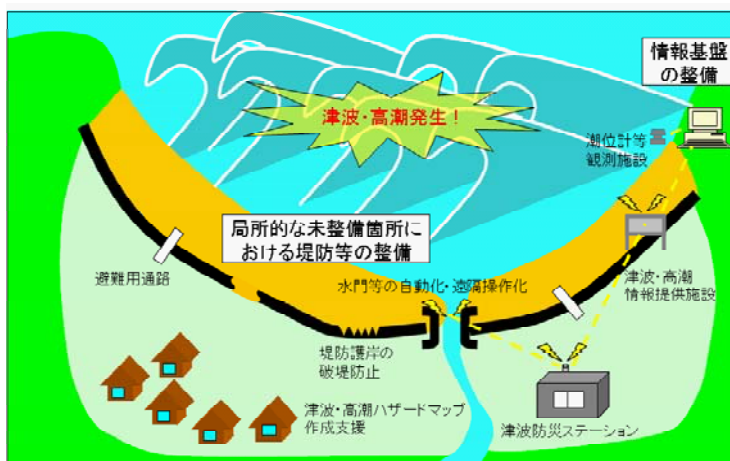 情報基盤
の整備
津波・高潮発生！
潮位計等
観測施設
局所的な未整備箇所に
おける堤防等の整備
避難用通路
水門等の自動化・遠隔操作化
津波・高潮
情報提供施設
堤防護岸の
破堤防止
津波・高潮ハザードマップ
作成支援
津波防災ステーション